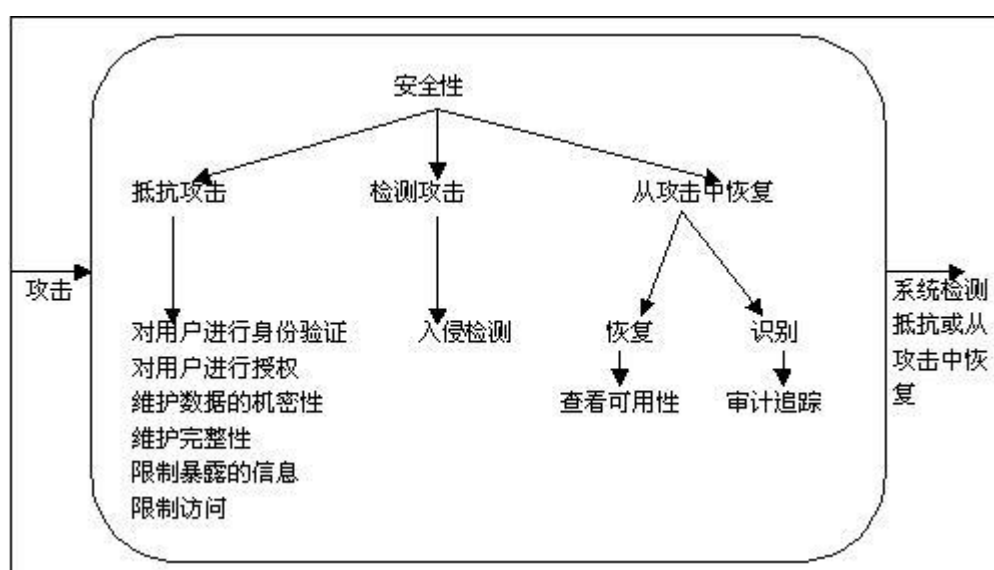 安全性
抵抗攻击
检测攻击
从攻击中恢复
攻击
系统检测
抵抗或从
攻击中恢
复
对用户进行身份验证
对用户进行授权
维护数据的机密性
维护完整性
限制暴露的信息
限制访问
入侵检测
恢复
识别
查看可用性
审计追踪